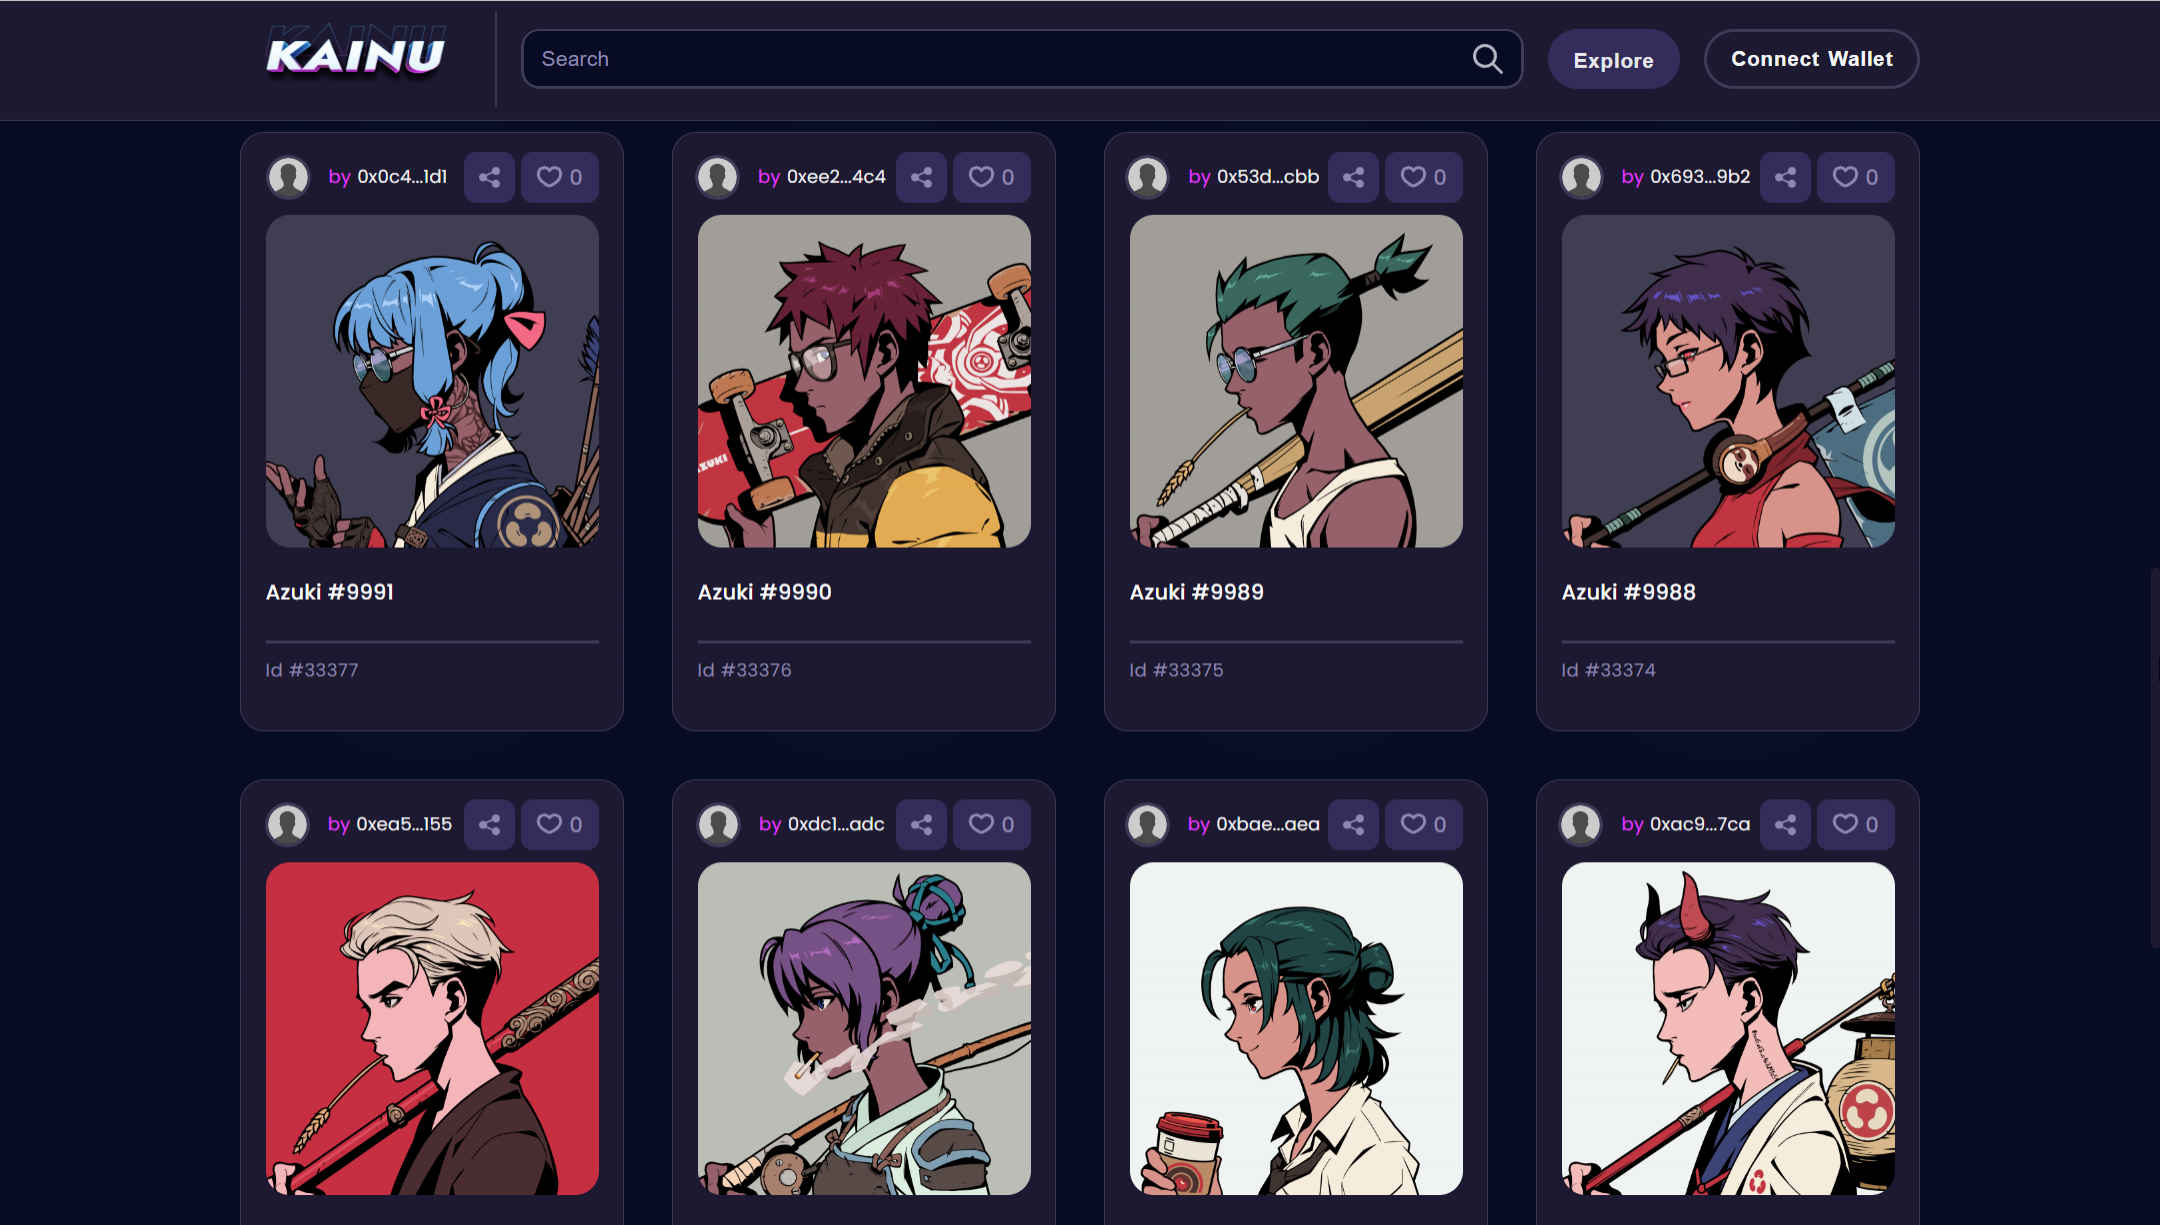 KAINU
Search
Explore
Connect Wallet
by 0x0c4...1d1
0
by 0xee2...4c4
0
by 0x53d...cbb
0
by 0x693...9b2
0
AZUKI
Azuki #9991
Azuki #9990
Azuki #9989
Azuki #9988
Id #33377
Id #33376
Id #33375
Id #33374
by 0xea5...155
0
by 0xdc1...adc
0
by 0xbae...aea
0
by 0xac9...7ca
0